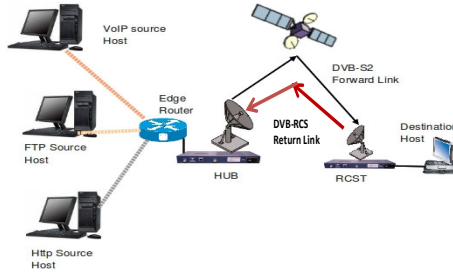 VoIP source
Host
DVB-S2
Forward Link
Edge
Router
DVB-RCS
Return Link
Destination
Host
FTP Source
Host
HUB
RCST
Http Source
Host